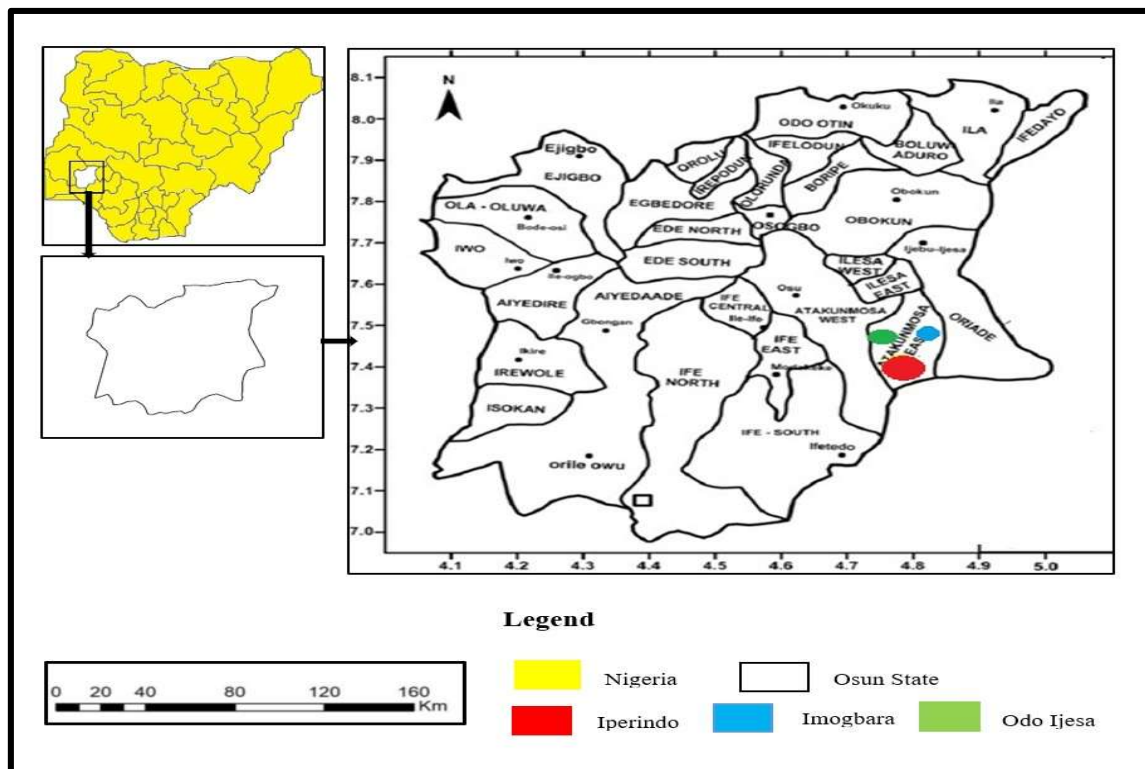 N
8.1
8.0
7.9
7.8
7.7
7.6
7.5
7.4
7.3
7.2
7.1
7.0
Okuku
ODO OTIN
Ila
ILA
IFEDAYO
BOLUW
ADURO
IFELODUN
Ejigbo
EJIGBO
OROLU
IREPODUN
OLORUNDA
BORIPE
Obokun
OBOKUN
OLA - OLUWA
Bode-osi
EGBEDORE
EDE NORTH
OSOGBO
Ijebu-Ijesa
IWO
Iwo
Ile-ogbo
EDE SOUTH
ILESA
WEST
ILESA
EAST
AIYEDIRE
AIYEDAADE
Gbongan
IFE
CENTRAL
Ile-Ife
Osu
ATAKUNMOSA
WEST
ATAKUNMOSA
EAST
ORIADE
Ikire
IREWOLE
IFE
NORTH
IFE
EAST
ISOKAN
IFE - SOUTH
Ifetedo
Orile owu
4.1 4.2 4.3 4.4 4.5 4.6 4.7 4.8 4.9 5.0
Legend
0 20 40 80 120 160
Km
Nigeria Osun State
Iperindo Imogbara Odo Ijesa